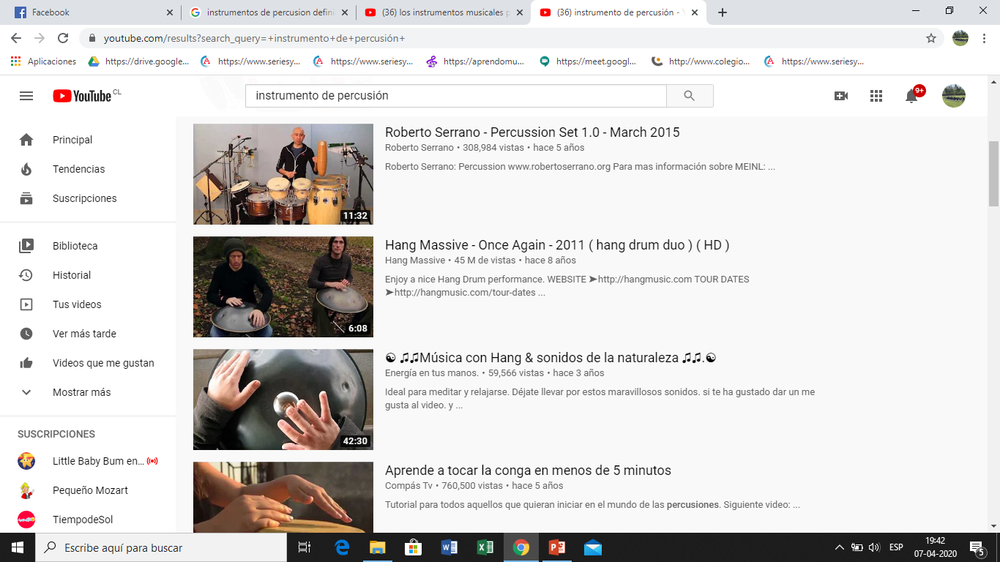 Facebook
instrumentos de percusion defini
(36) los instrumentos musicales p
(36) instrumento de percusión - Y
youtube.com/results?search_query=+instrumento+de+percusión+
Aplicaciones
https://drive.google...
https://www.seriesy...
https://www.seriesy...
https://aprendomu...
https://meet.googl...
http://www.colegio...
https://www.seriesy...
YouTube CL
instrumento de percusión
9+
Principal
Tendencias
Suscripciones
Biblioteca
Historial
Tus videos
Ver más tarde
Videos que me gustan
Mostrar más
SUSCRIPCIONES
Little Baby Bum en...
Pequeño Mozart
TiempodeSol
11:32
Roberto Serrano - Percussion Set 1.0 - March 2015
Roberto Serrano • 308,984 vistas • hace 5 años
Roberto Serrano: Percussion www.robertoserrano.org Para mas información sobre MEINL: ...
6:08
Hang Massive - Once Again - 2011 ( hang drum duo ) ( HD )
Hang Massive • 45 M de vistas • hace 8 años
Enjoy a nice Hang Drum performance. WEBSITE ➤http://hangmusic.com TOUR DATES
➤http://hangmusic.com/tour-dates ...
42:30
☯ ♫♫Música con Hang & sonidos de la naturaleza ♫♫.☯
Energía en tus manos. • 59,566 vistas • hace 3 años
Ideal para meditar y relajarse. Déjate llevar por estos maravillosos sonidos. si te ha gustado dar un me
gusta al video. y ...
Aprende a tocar la conga en menos de 5 minutos
Compás Tv • 760,500 vistas • hace 5 años
Tutorial para todos aquellos que quieran iniciar en el mundo de las percusiones. Siguiente video: ...
Escribe aquí para buscar
ESP
19:42
07-04-2020
5